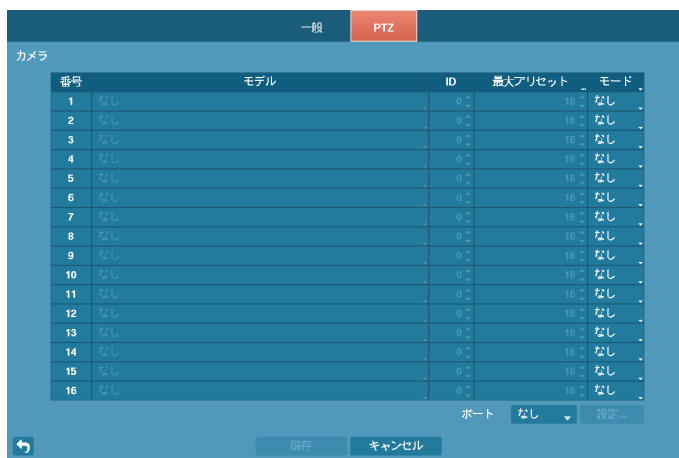 一般 PTZ
カメラ
番号 モデル ID 最大プリセット ... モード
1 なし 0 16 なし
2 なし 0 16 なし
3 なし 0 16 なし
4 なし 0 16 なし
5 なし 0 16 なし
6 なし 0 16 なし
7 なし 0 16 なし
8 なし 0 16 なし
9 なし 0 16 なし
10 なし 0 16 なし
11 なし 0 16 なし
12 なし 0 16 なし
13 なし 0 16 なし
14 なし 0 16 なし
15 なし 0 16 なし
16 なし 0 16 なし
ポート なし 設定...
保存 キャンセル